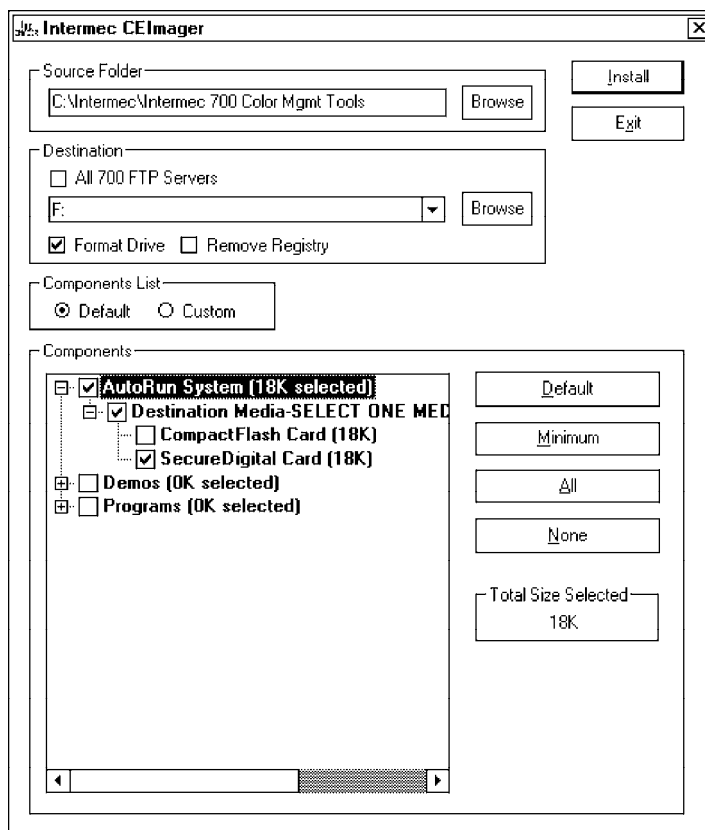 Intermec CEImager
Source Folder
C:\Intermec\Intermec 700 Color Mgmt Tools
Browse
Install
Exit
Destination
All 700 FTP Servers
F:
Browse
Format Drive
Remove Registry
Components List
Default
Custom
Components
AutoRun System (18K selected)
Destination Media-SELECT ONE MED
CompactFlash Card (18K)
SecureDigital Card (18K)
Demos (0K selected)
Programs (0K selected)
Default
Minimum
All
None
Total Size Selected
18K